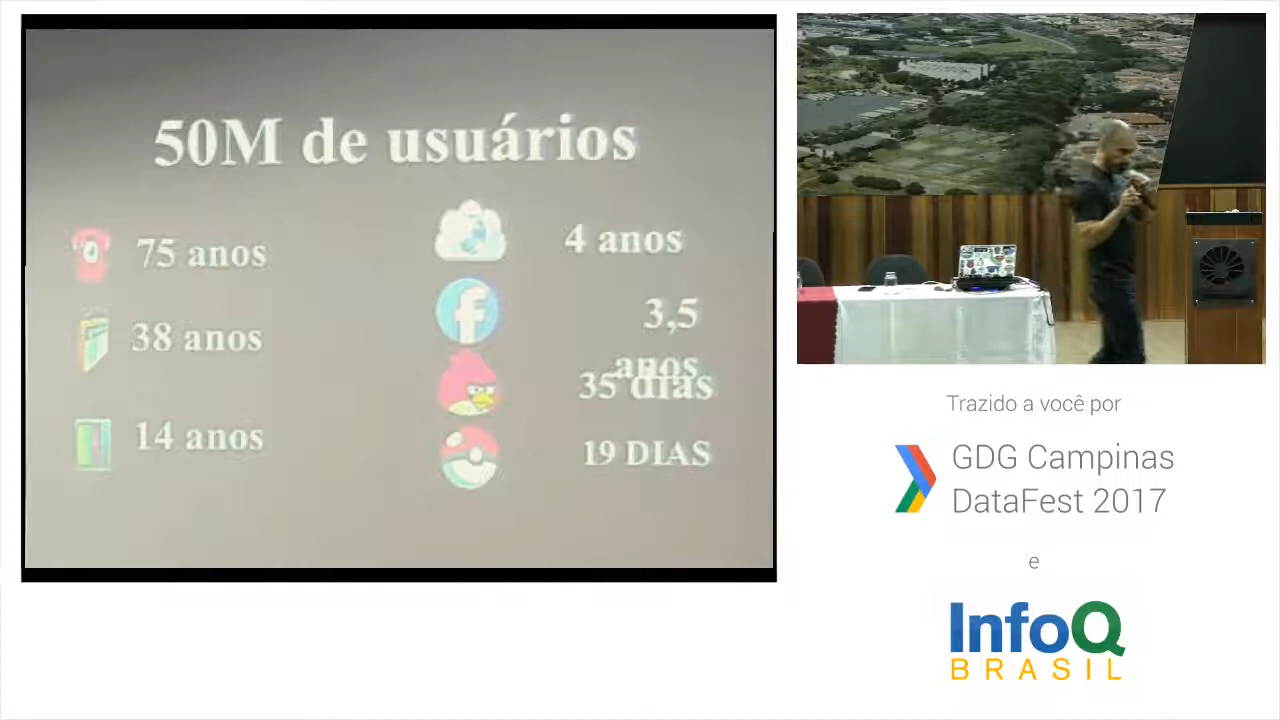 50M de usuários
75 anos
38 anos
14 anos
4 anos
3,5
anos
35 dias
19 DIAS
Trazido a você por
GDG Campinas
DataFest 2017
e
InfoQ
BRASIL